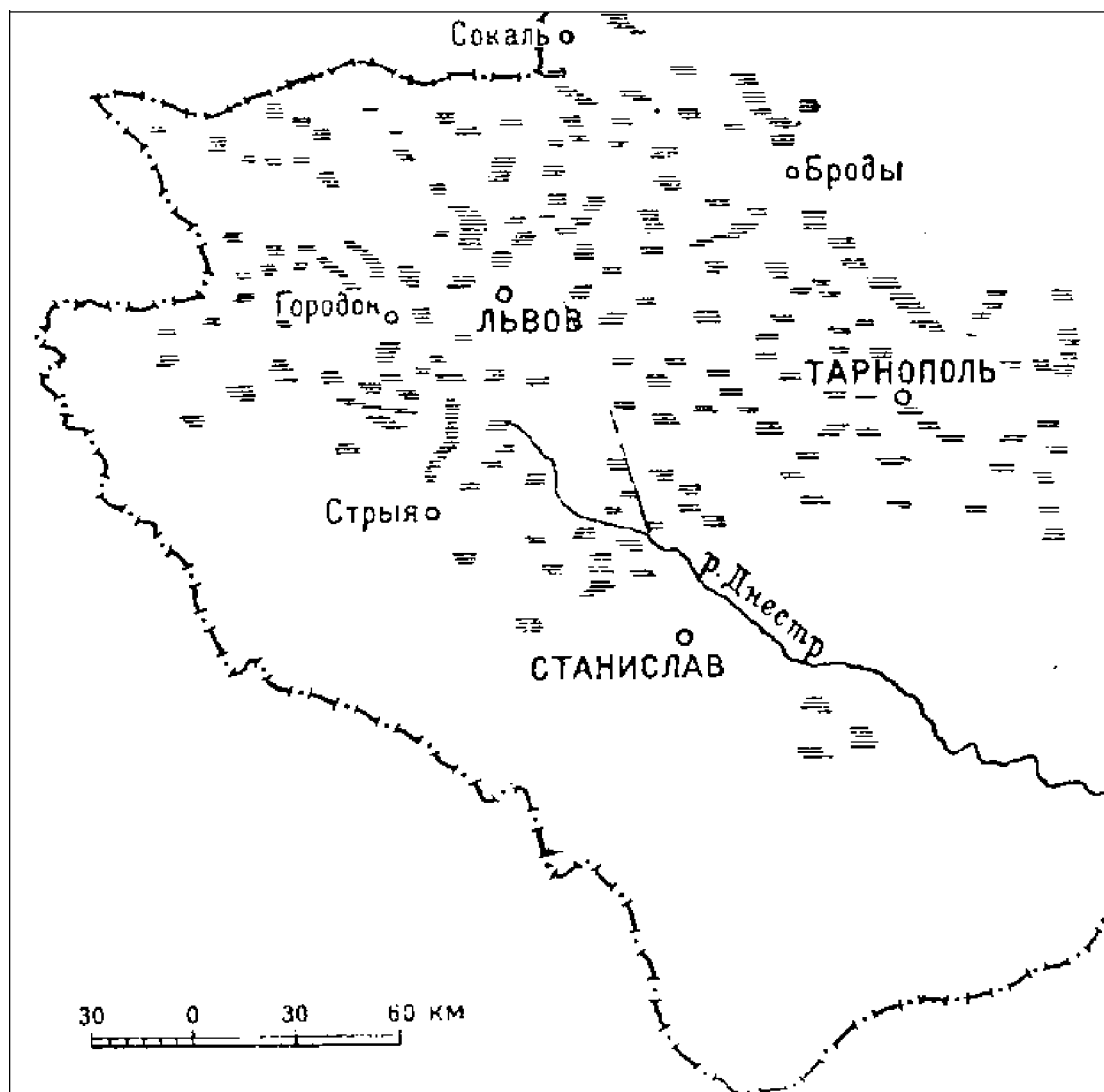 Сокаль
Броды
Городок
ЛЬВОВ
ТАРНОПОЛЬ
Стрыя
р. Днестр
СТАНИСЛАВ
30 0 30 60 км